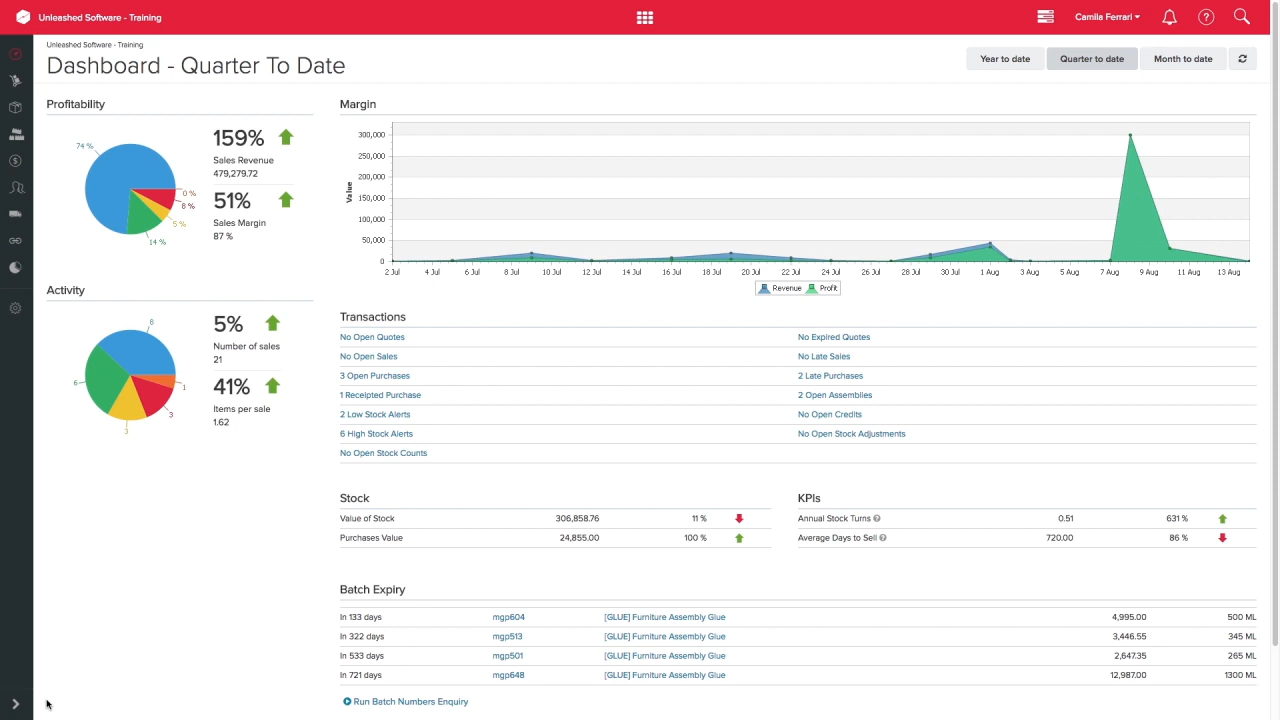 Unleashed Software - Training
Camila Ferrari
Unleashed Software - Training
Dashboard - Quarter To Date
Year to date
Quarter to date
Month to date
Profitability
74 %
0 %
8 %
5 %
14 %
159%
Sales Revenue
479,279.72
51%
Sales Margin
87 %
Activity
8
6
1
3
3
5%
Number of sales
21
41%
Items per sale
1.62
Margin
Value
300,000
250,000
200,000
150,000
100,000
50,000
0
2 Jul 4 Jul 6 Jul 8 Jul 10 Jul 12 Jul 14 Jul 16 Jul 18 Jul 20 Jul 22 Jul 24 Jul 26 Jul 28 Jul 30 Jul 1 Aug 3 Aug 5 Aug 7 Aug 9 Aug 11 Aug 13 Aug
Revenue Profit
Transactions
No Open Quotes No Expired Quotes
No Open Sales No Late Sales
3 Open Purchases 2 Late Purchases
1 Receipted Purchase 2 Open Assemblies
2 Low Stock Alerts No Open Credits
6 High Stock Alerts No Open Stock Adjustments
No Open Stock Counts
Stock
Value of Stock 306,858.76 11 %
Purchases Value 24,855.00 100 %
KPIs
Annual Stock Turns 0.51 631 %
Average Days to Sell 720.00 86 %
Batch Expiry
In 133 days mgp604 [GLUE] Furniture Assembly Glue 4,995.00 500 ML
In 322 days mgp513 [GLUE] Furniture Assembly Glue 3,446.55 345 ML
In 533 days mgp501 [GLUE] Furniture Assembly Glue 2,647.35 265 ML
In 721 days mgp648 [GLUE] Furniture Assembly Glue 12,987.00 1300 ML
Run Batch Numbers Enquiry